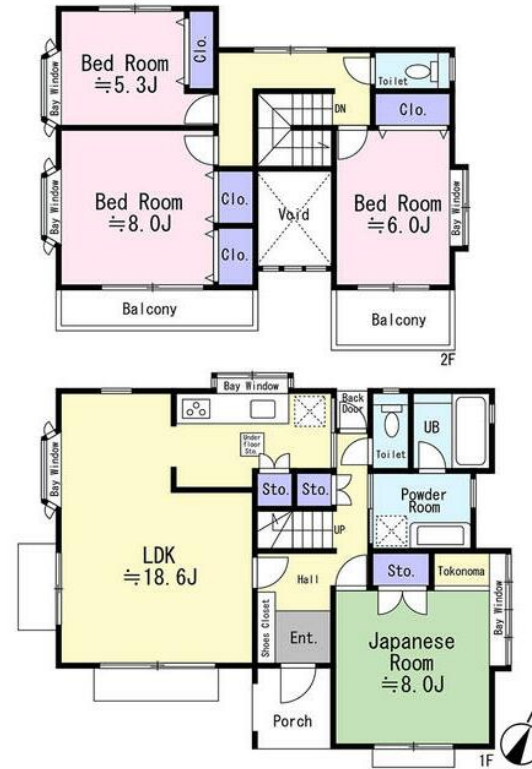 Bed Room
≒5.3J
Clo.
Bay Window
Toilet
DN
Clo.
Bed Room
≒8.0J
Bay Window
Clo.
Clo.
Void
Bed Room
≒6.0J
Bay Window
Balcony
Balcony
2F
Bay Window
Back
Door
Under
floor
Sto.
Toilet
UB
Bay Window
Sto.
Sto.
Powder
Room
UP
LDK
≒18.6J
Hall
Sto.
Tokonoma
Shoes Closet
Ent.
Bay Window
Japanese
Room
≒8.0J
Porch
1F